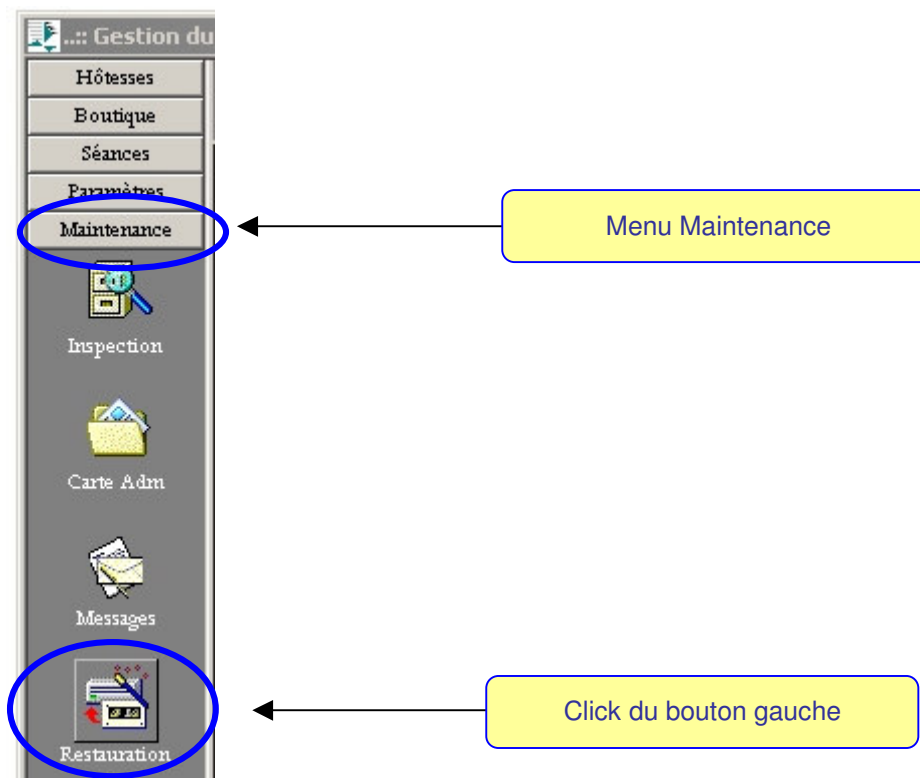 ..:: Gestion du
Hôtesses
Boutique
Séances
Paramètres
Maintenance
Menu Maintenance
Inspection
Carte Adm
Messages
Restauration
Click du bouton gauche